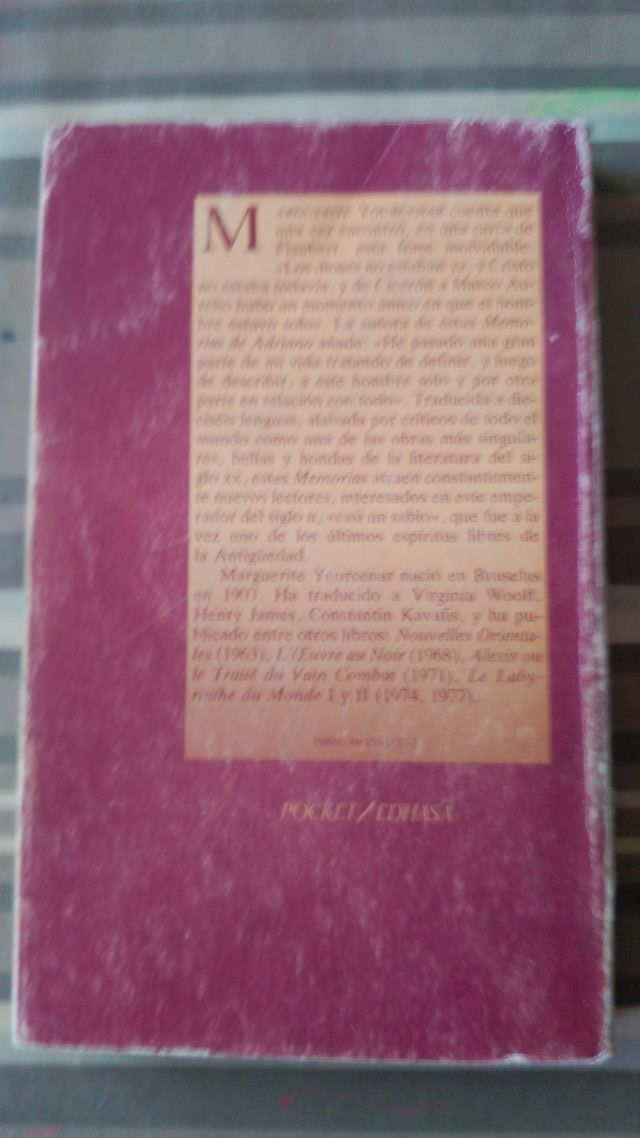 MARGUERITE YOURCENAR cuenta que
una vez encontró, en una carta de
Flaubert, esta frase inolvidable:
«Los dioses no estaban ya, y Cristo
no estaba todavía, y de Cicerón a Marco Au-
relio hubo un momento único en que el hom-
bre estuvo solo». La autora de estas Memo-
rias de Adriano añade: «He pasado una gran
parte de mi vida tratando de definir, y luego
de describir, a este hombre solo y por otra
parte en relación con todo». Traducida a die-
ciséis lenguas, alabada por críticos de todo el
mundo como una de las obras más singula-
res, bellas y hondas de la literatura del si-
glo XX, estas Memorias atraen constantemen-
te nuevos lectores, interesados en este empe-
rador del siglo II, «casi un sabio», que fue a la
vez uno de los últimos espíritus libres de
la Antigüedad.
Marguerite Yourcenar nació en Bruselas
en 1903. Ha traducido a Virginia Woolf,
Henry James, Constantin Kavafis, y ha pu-
blicado entre otros libros: Nouvelles Orienta-
les (1963), L'Œuvre au Noir (1968), Alexis ou
le Traité du Vain Combat (1971), Le Laby-
rinthe du Monde I y II (1974, 1977).
ISBN:
POCKET/EDHASA